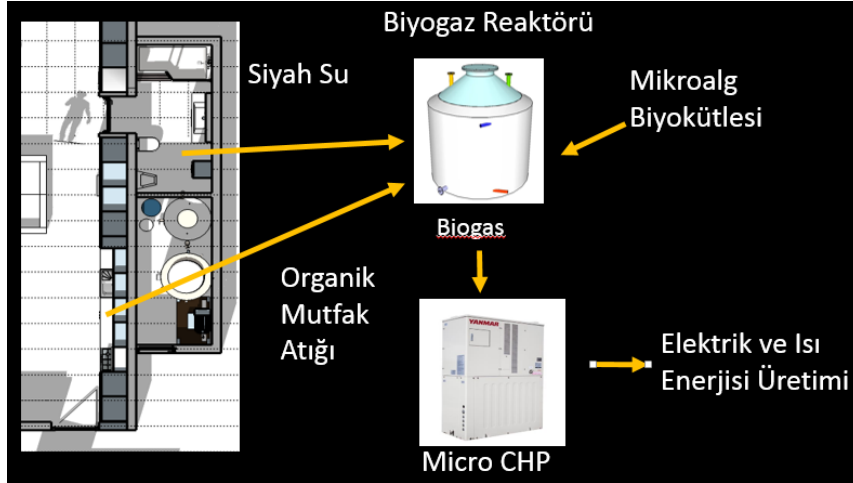 Biyogaz Reaktörü
Siyah Su
Mikroalg
Biyokütlesi
Biogas
Organik
Mutfak
Atığı
YANMAR
Elektrik ve Isı
Enerjisi Üretimi
Micro CHP